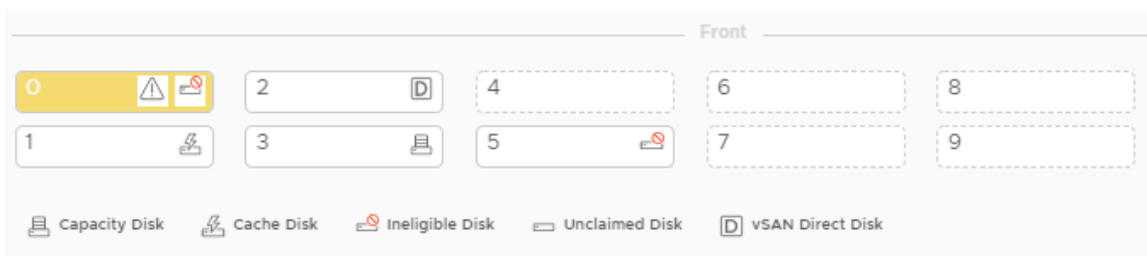 Front
0 2 D 4 6 8
1 3 5 7 9
Capacity Disk Cache Disk Ineligible Disk Unclaimed Disk D vSAN Direct Disk